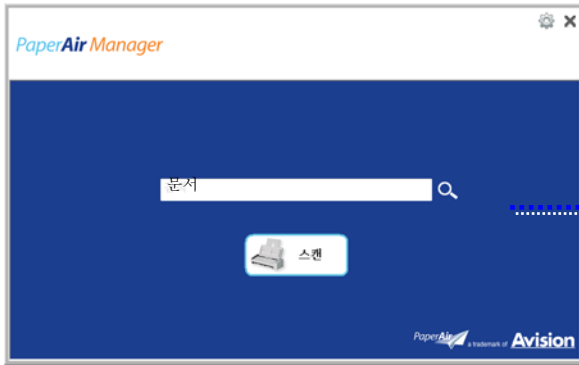 PaperAir Manager
문서
스캔
PaperAir a trademark of Avision